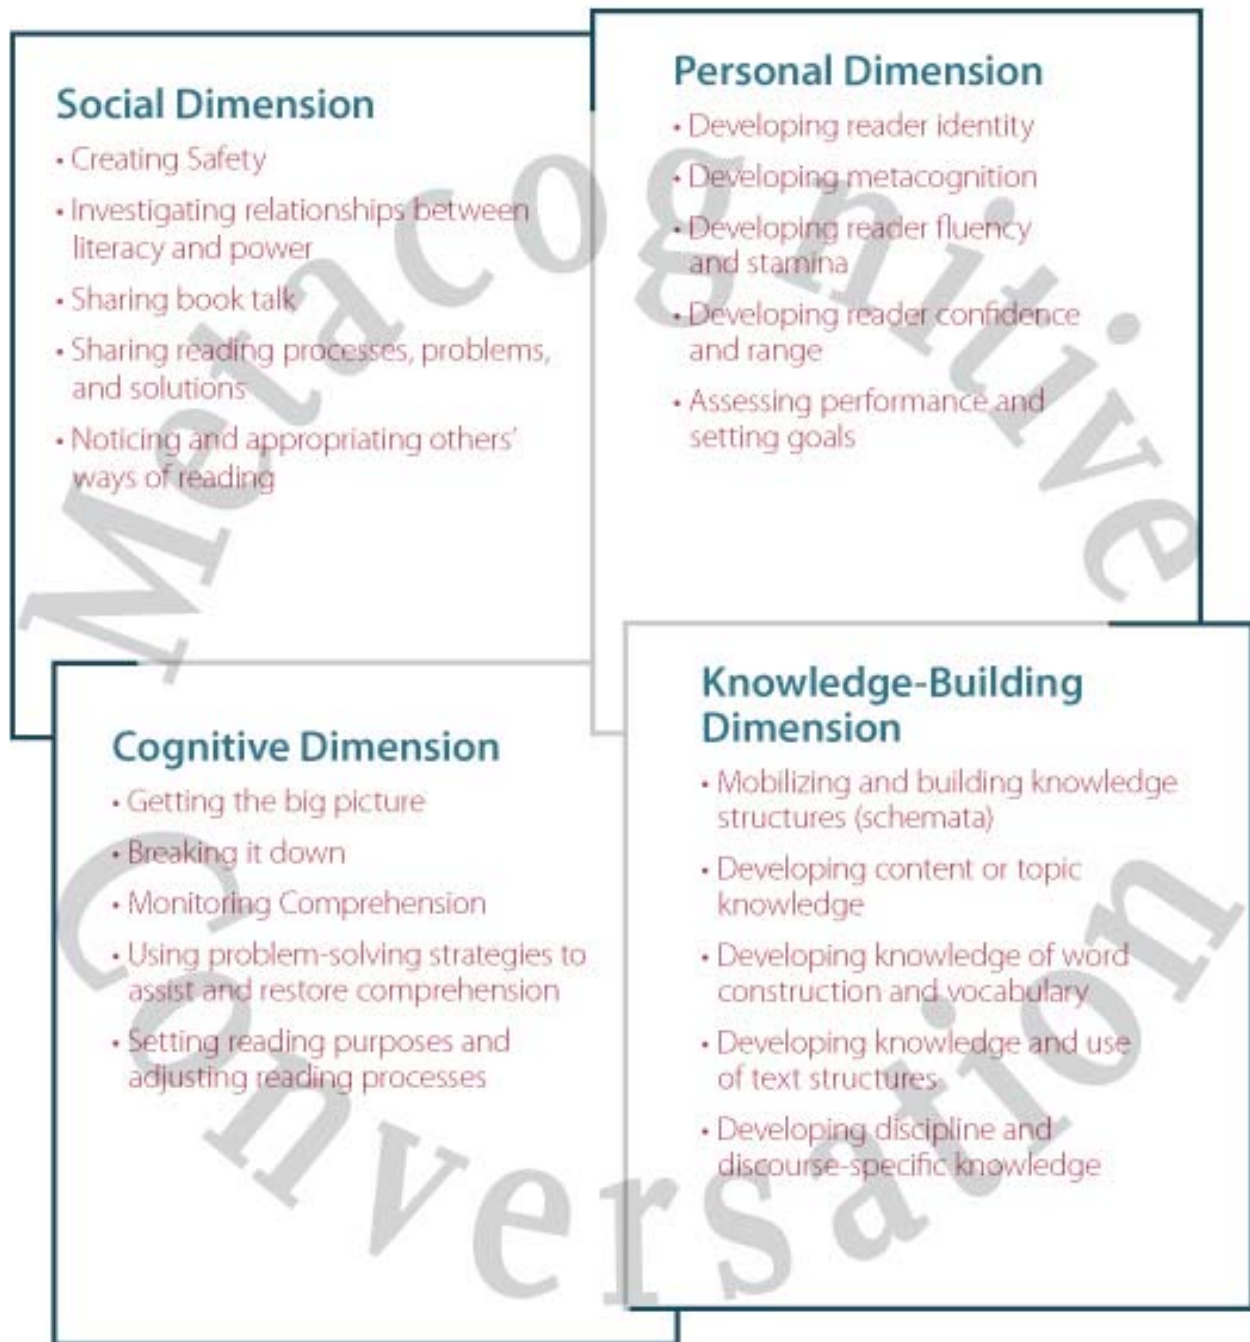 Social Dimension
• Creating Safety
• Investigating relationships between
literacy and power
• Sharing book talk
• Sharing reading processes, problems,
and solutions
• Noticing and appropriating others'
ways of reading
Personal Dimension
• Developing reader identity
• Developing metacognition
• Developing reader fluency
and stamina
• Developing reader confidence
and range
• Assessing performance and
setting goals
Metacognitive
Cognitive Dimension
• Getting the big picture
• Breaking it down
• Monitoring Comprehension
• Using problem-solving strategies to
assist and restore comprehension
• Setting reading purposes and
adjusting reading processes
Knowledge-Building
Dimension
• Mobilizing and building knowledge
structures (schemata)
• Developing content or topic
knowledge
• Developing knowledge of word
construction and vocabulary
• Developing knowledge and use
of text structures
• Developing discipline and
discourse-specific knowledge
Conversation